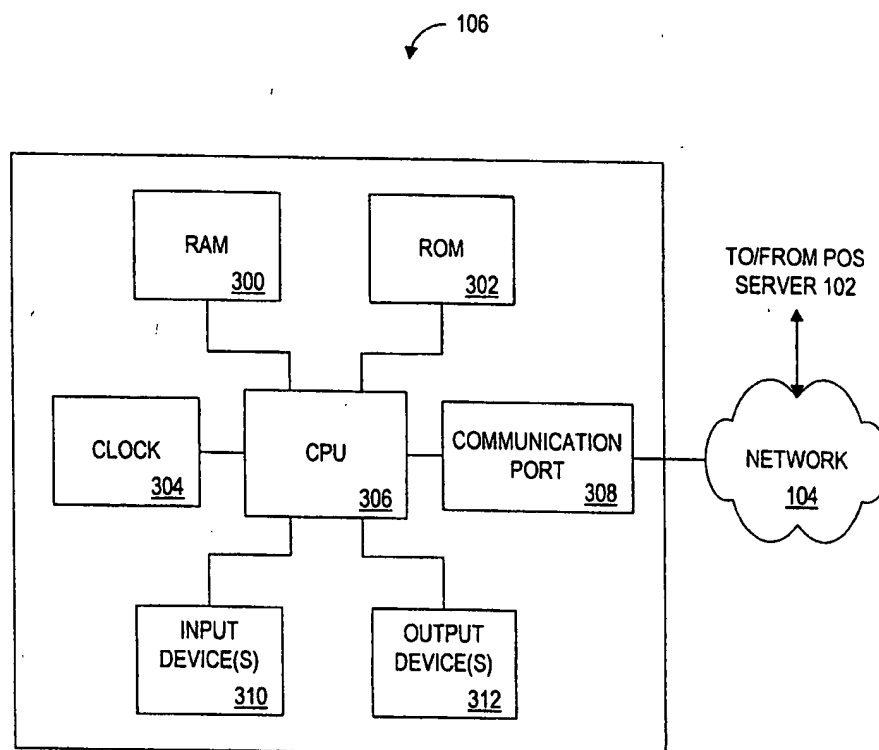 106
RAM
300
ROM
302
TO/FROM POS
SERVER 102
CLOCK
304
CPU
306
COMMUNICATION
PORT
308
NETWORK
104
INPUT
DEVICE(S)
310
OUTPUT
DEVICE(S)
312